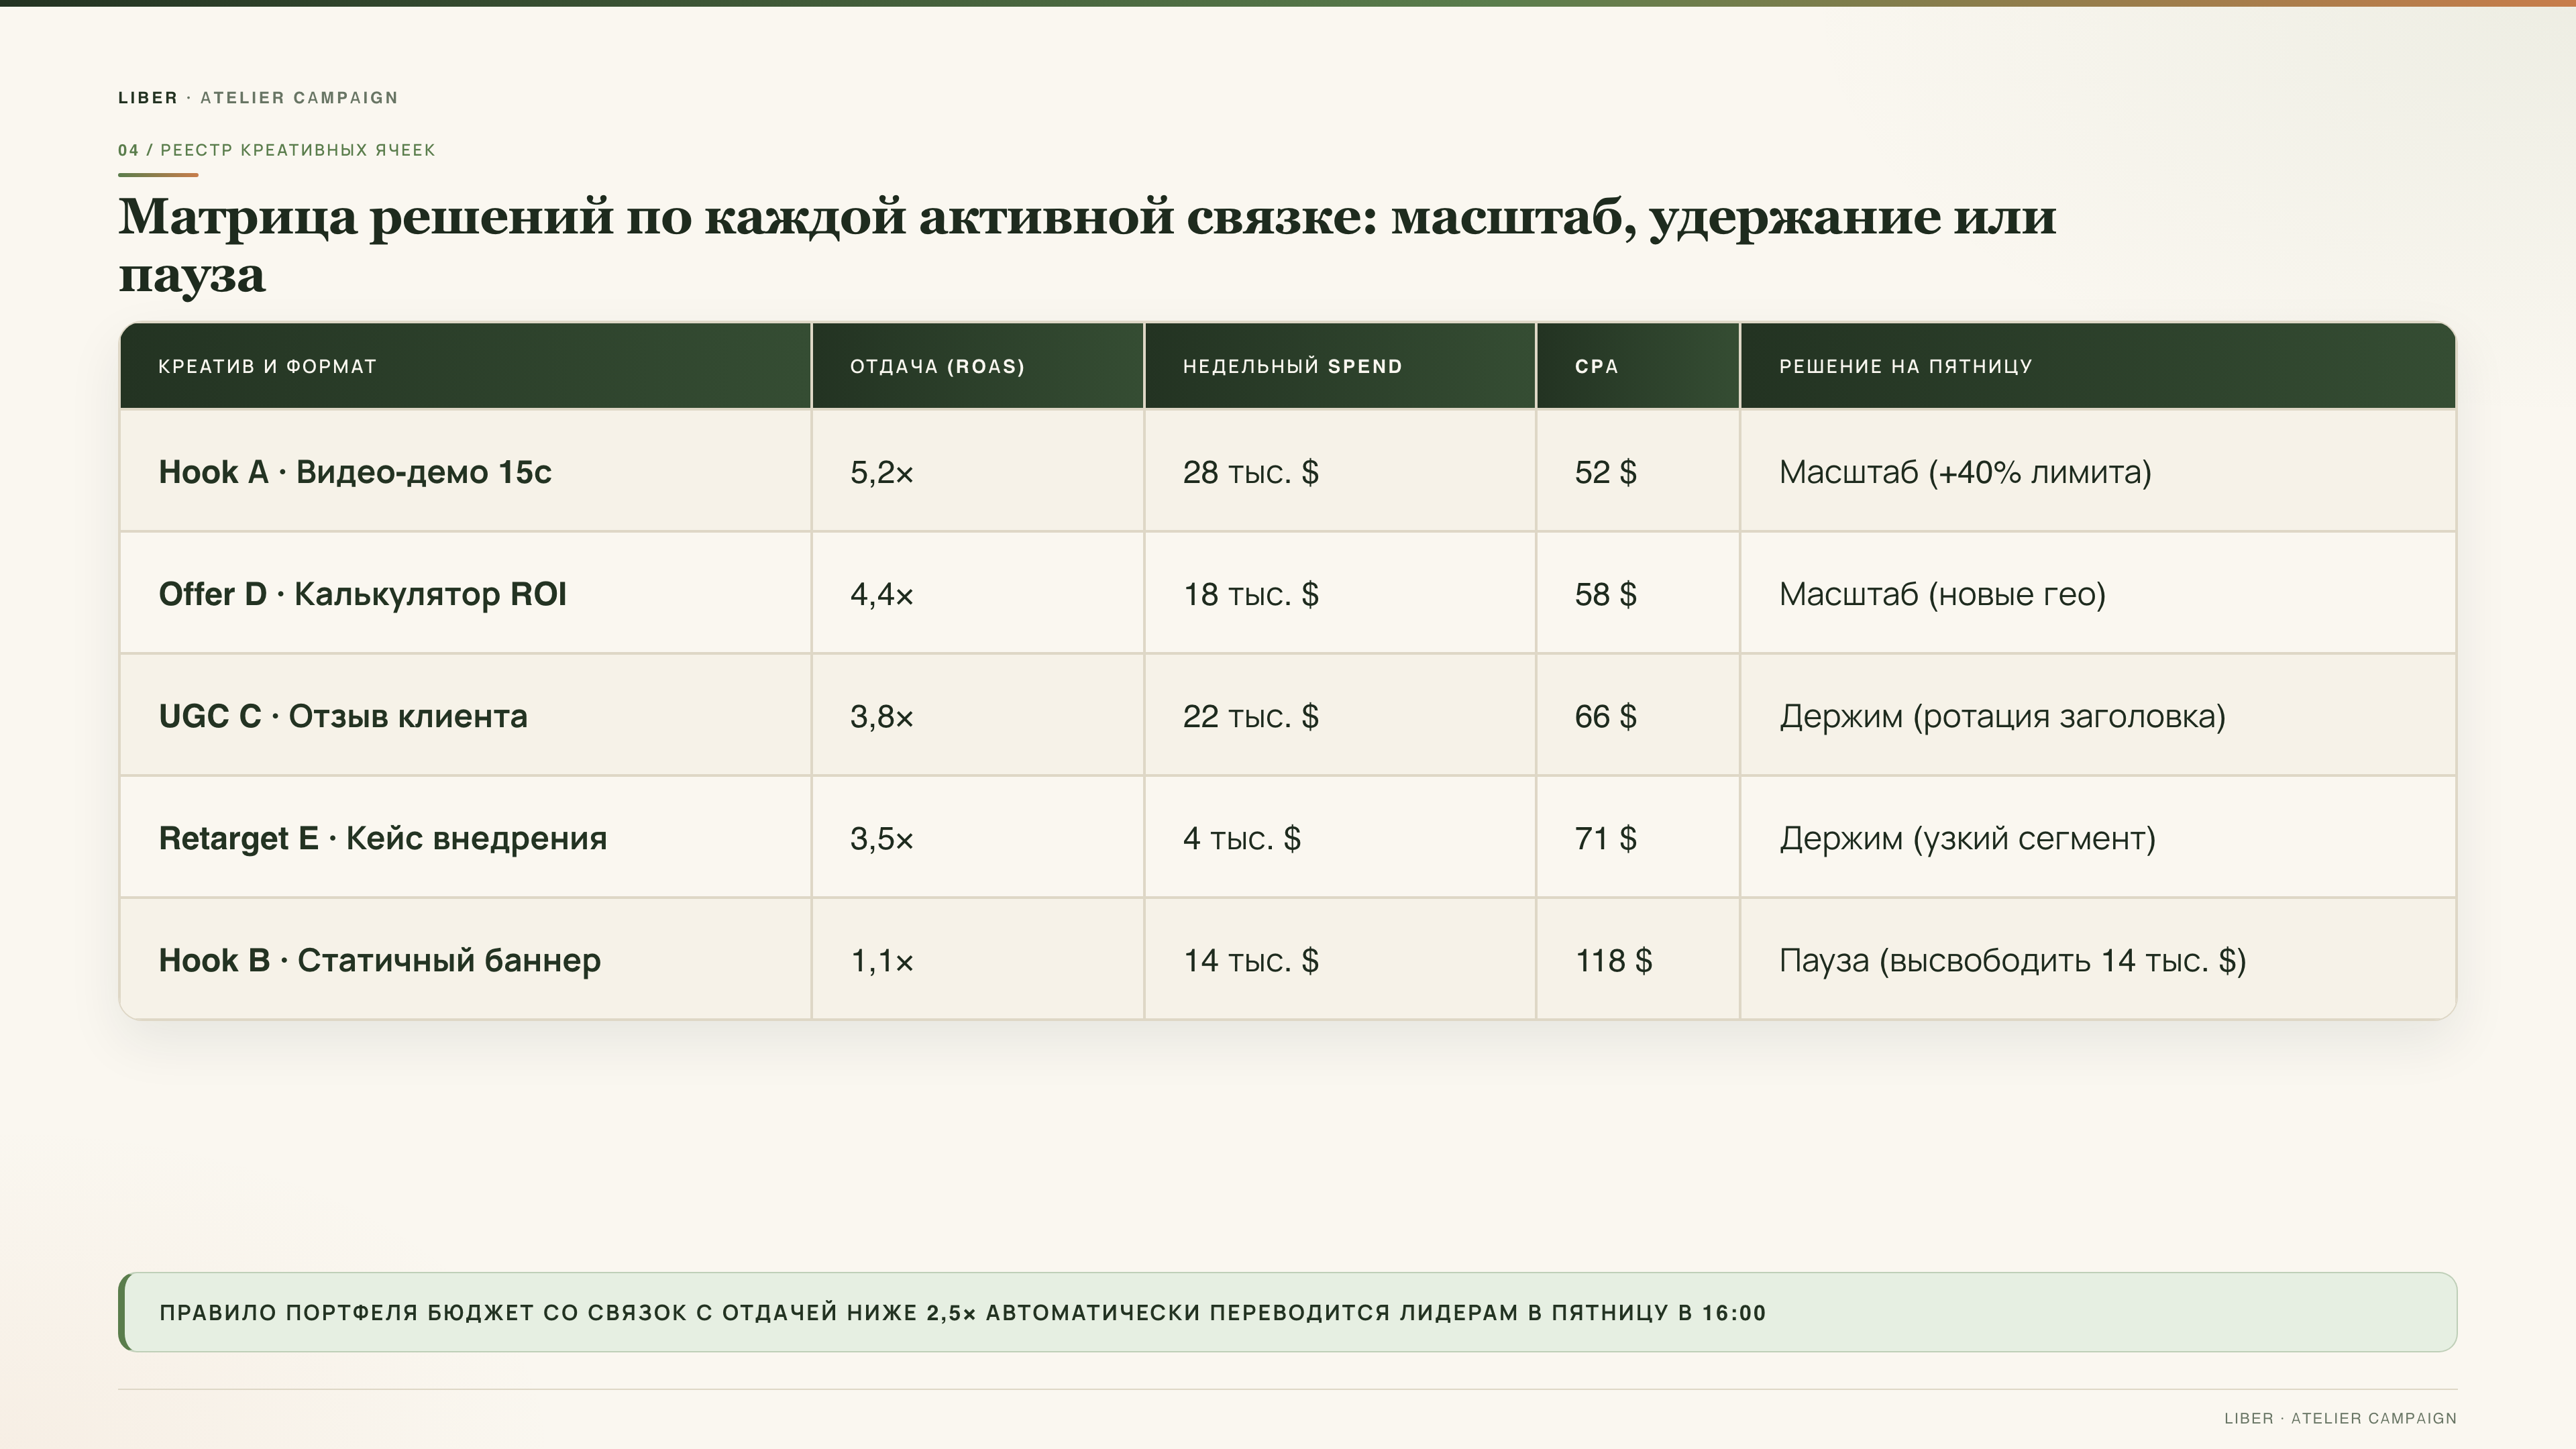 LIBER · ATELIER CAMPAIGN
04 / РЕЕСТР КРЕАТИВНЫХ ЯЧЕЕК
Матрица решений по каждой активной связке: масштаб, удержание или
пауза
КРЕАТИВ И ФОРМАТ ОТДАЧА (ROAS) НЕДЕЛЬНЫЙ SPEND CPA РЕШЕНИЕ НА ПЯТНИЦУ
Hook A · Видео-демо 15с 5,2× 28 тыс. $ 52 $ Масштаб (+40% лимита)
Offer D · Калькулятор ROI 4,4× 18 тыс. $ 58 $ Масштаб (новые гео)
UGC C · Отзыв клиента 3,8× 22 тыс. $ 66 $ Держим (ротация заголовка)
Retarget E · Кейс внедрения 3,5× 4 тыс. $ 71 $ Держим (узкий сегмент)
Hook B · Статичный баннер 1,1× 14 тыс. $ 118 $ Пауза (высвободить 14 тыс. $)
ПРАВИЛО ПОРТФЕЛЯ БЮДЖЕТ СО СВЯЗОК С ОТДАЧЕЙ НИЖЕ 2,5× АВТОМАТИЧЕСКИ ПЕРЕВОДИТСЯ ЛИДЕРАМ В ПЯТНИЦУ В 16:00
LIBER · ATELIER CAMPAIGN